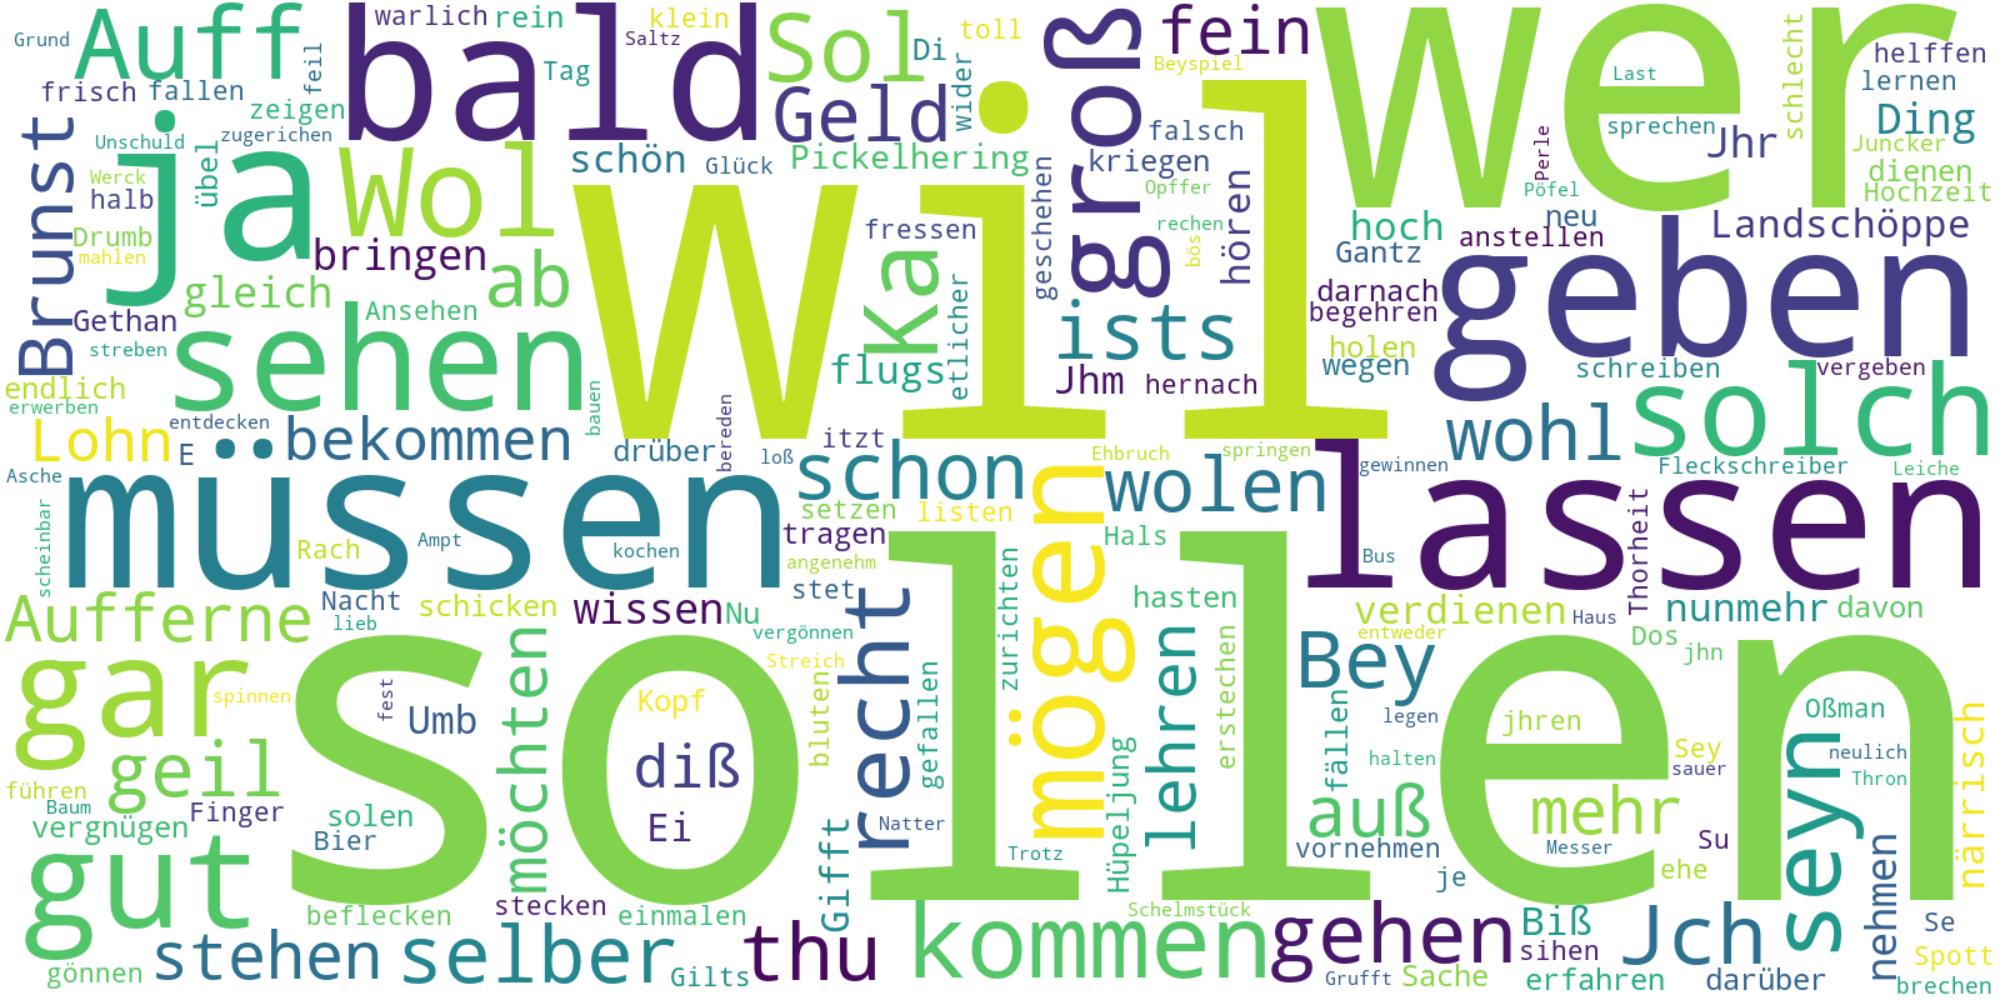 Grund
Auff
feil
bald
warlich
rein
klein
Saltz
Tag
Sol
Di
toll
wider
Geld
groß
fein
Beyspiel
wer
Last
schlecht
helffen
lernen
Ding
frisch
fallen
zeigen
zugerichen
Unschuld
ja
übel
Brunst
Werck
halb
Drumb
mahlen
Wol
schön
Glück
Pickelhering
geschehen
falsch
kriegen
Opffer
rechen
bös
hören
sprechen
Perle
Pöfel
Jhr
Juncker
dienen
Hochzeit
neu
hoch
Gantz
anstellen
Landschöppe
bringen
ab
gleich
Gethan
streben
Ansehen
sehen
wil
fressen
Ka
etlicher
flugs
ists
Jhm
hernach
darnach
begehren
holen
wegen
geben
schreiben
vergeben
solch
endlich
erwerben
entdecken
Lohn
E
bekommen
bauen
drüber
bereden
loß
itzt
schon
Ehbruch
springen
gewinnen
wohl
Fleckschreiber
Leiche
Asche
scheinbar
müssen
Rach
Ampt
kochen
setzen
listen
tragen
angenehm
stet
mögen
wolen
Hals
lassen
Bus
Thorheit
Aufferne
Nacht
lieb
schicken
wissen
Nu
vergönnen
recht
zurichten
hasten
verdienen
entweder
Haus
nunmehr
davon
Dos
jhn
gar
spinnen
sollen
fest
Umb
möchten
Kopf
diß
Ei
Streich
bluten
gefallen
lehren
erstechen
Bey
fällen
legen
halten
jhren
Sey
sauer
Oßman
neulich
Thron
närrisch
geil
führen
Baum
Finger
vergnügen
solen
Bier
Gifft
Natter
Trotz
Hüpeljung
auß
vornehmen
mehr
Messer
je
Su
ehe
seyn
nehmen
gut
beflecken
stecken
einmalen
Schelmstück
gönnen
stehen
selber
Gilts
thu
kommen
gehen
Grufft
Sache
Biß
sihen
erfahren
Jch
darüber
Se
Spott
brechen